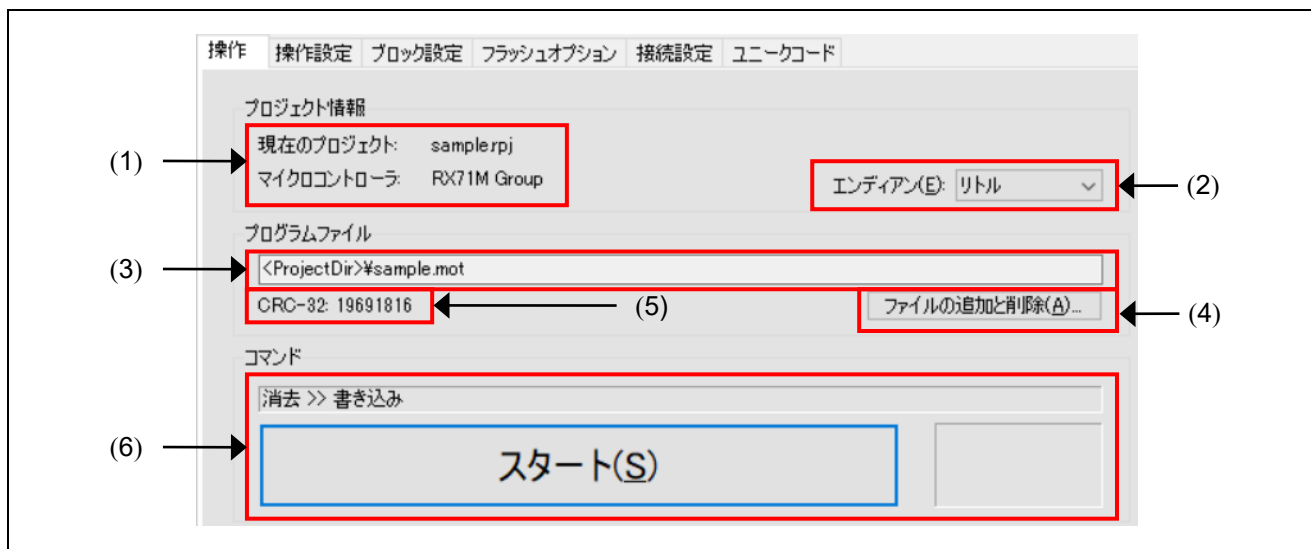 操作 操作設定 ブロック設定 フラッシュオプション 接続設定 ユニークコード
プロジェクト情報
(1) 現在のプロジェクト: sample.rpj
マイクロコントローラ: RX71M Group
エンディアン(E): リトル (2)
プログラムファイル
(3) <ProjectDir>¥sample.mot
CRC-32: 19691816 (5) ファイルの追加と削除(A)... (4)
コマンド
消去 >> 書き込み
(6) スタート(S)